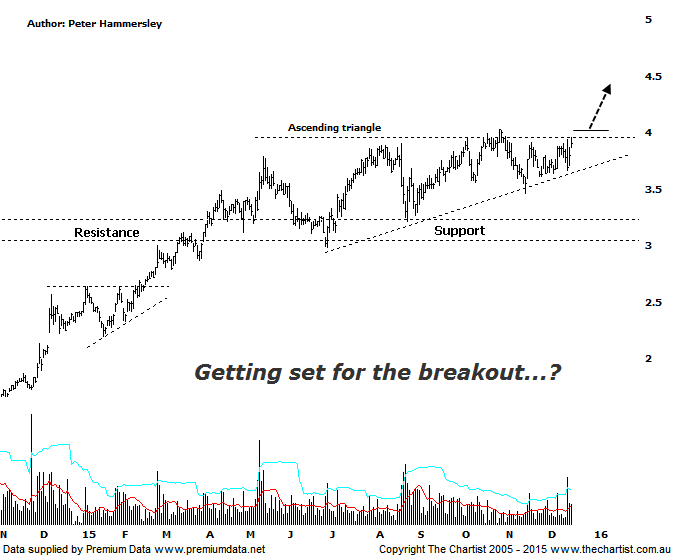 Author: Peter Hammersley
5
4.5
Ascending triangle
4
3.5
Resistance
Support
3
2.5
2
Getting set for the breakout...?
N D 15 F M A M J J A S O N D 16
Data supplied by Premium Data www.premiumdata.net
Copyright The Chartist 2005 - 2015 www.thechartist.com.au